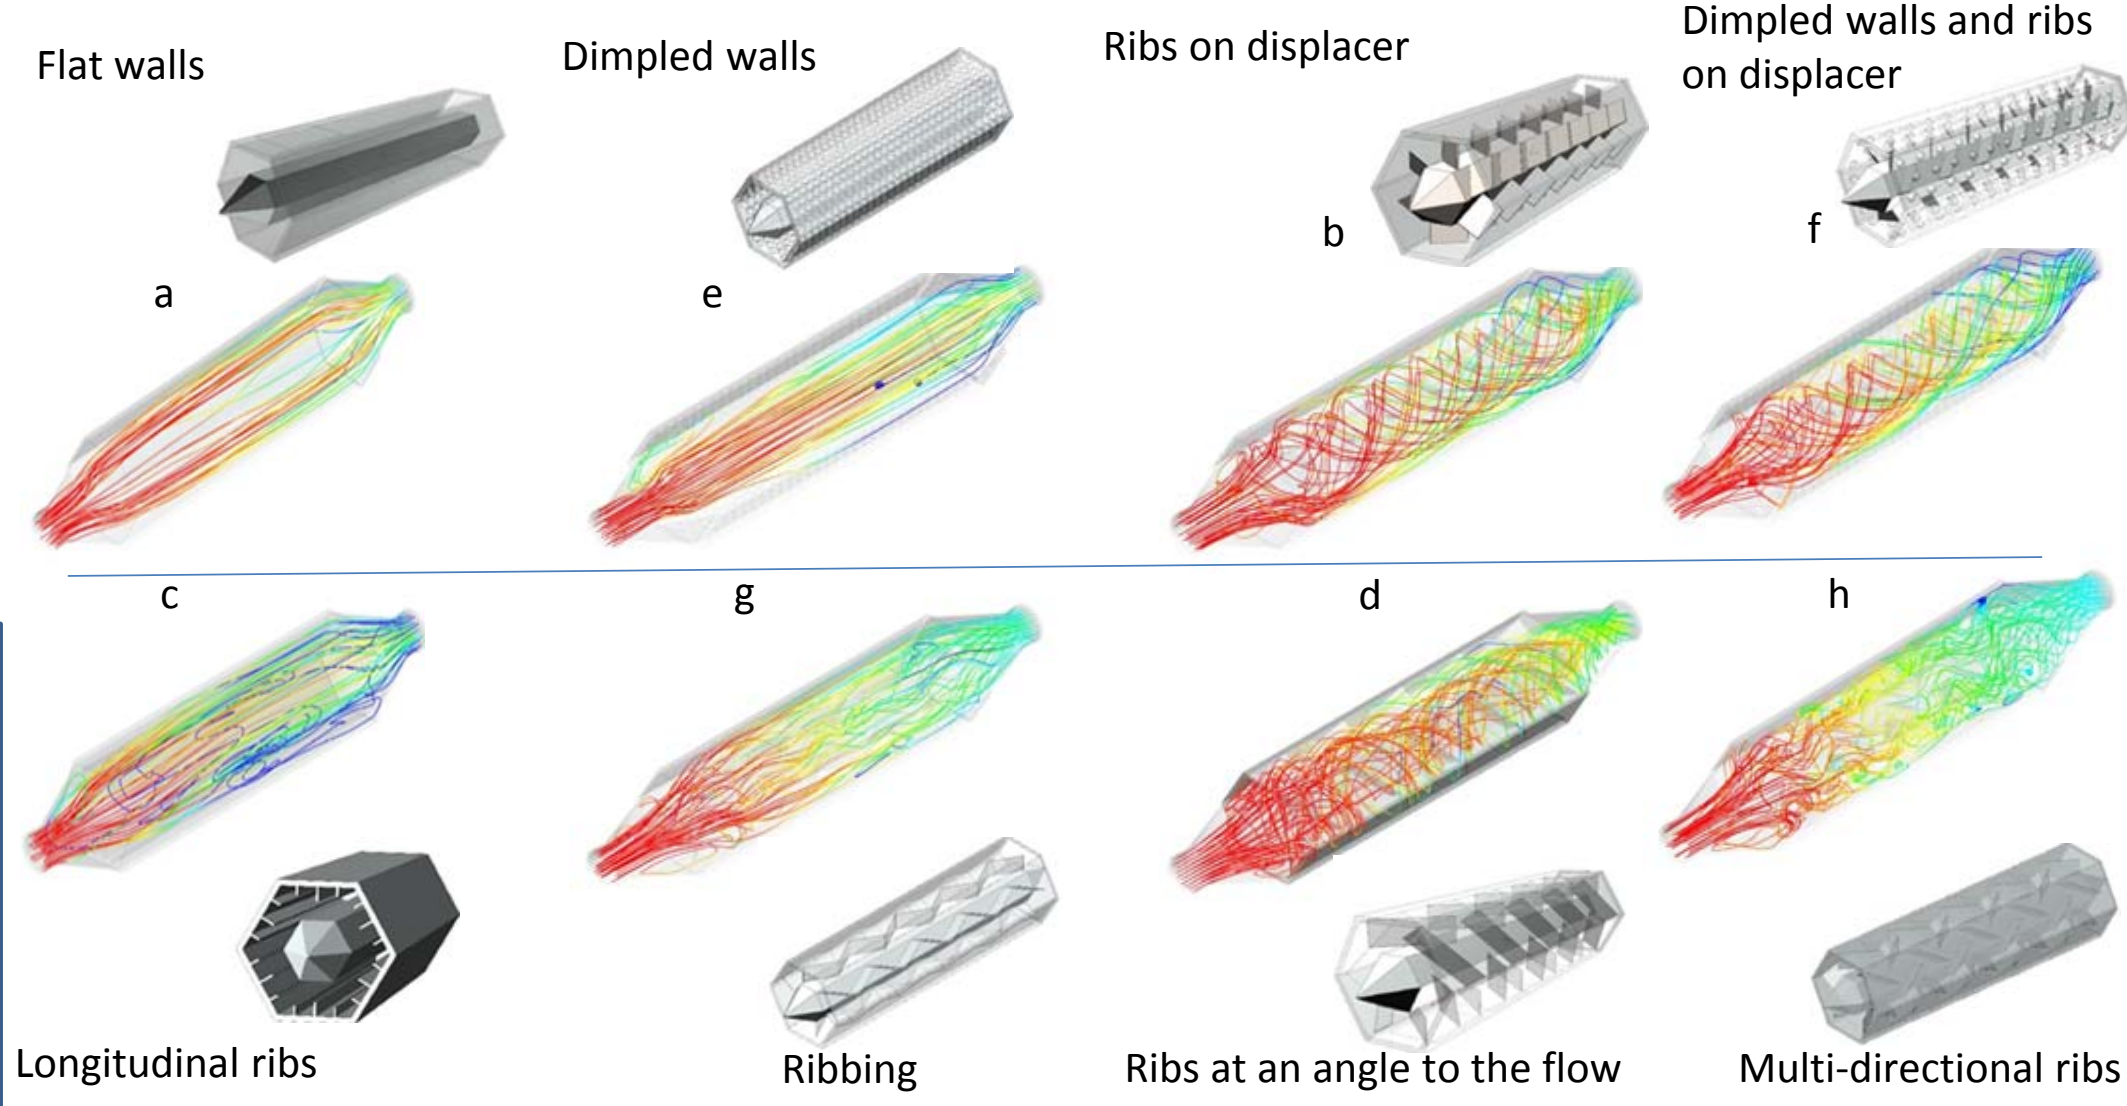 Flat walls
Dimpled walls
Ribs on displacer
Dimpled walls and ribs
on displacer
a
e
b
f
c
g
d
h
Longitudinal ribs
Ribbing
Ribs at an angle to the flow
Multi-directional ribs